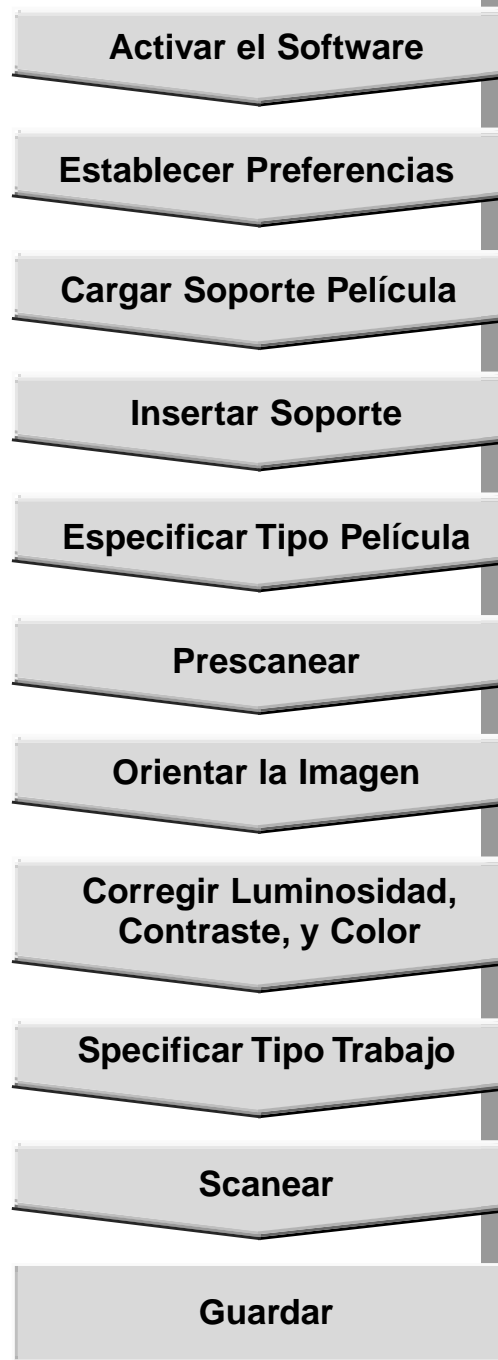 Activar el Software
Establecer Preferencias
Cargar Soporte Película
Insertar Soporte
Especificar Tipo Película
Prescanear
Orientar la Imagen
Corregir Luminosidad,
Contraste, y Color
Specificar Tipo Trabajo
Scanear
Guardar